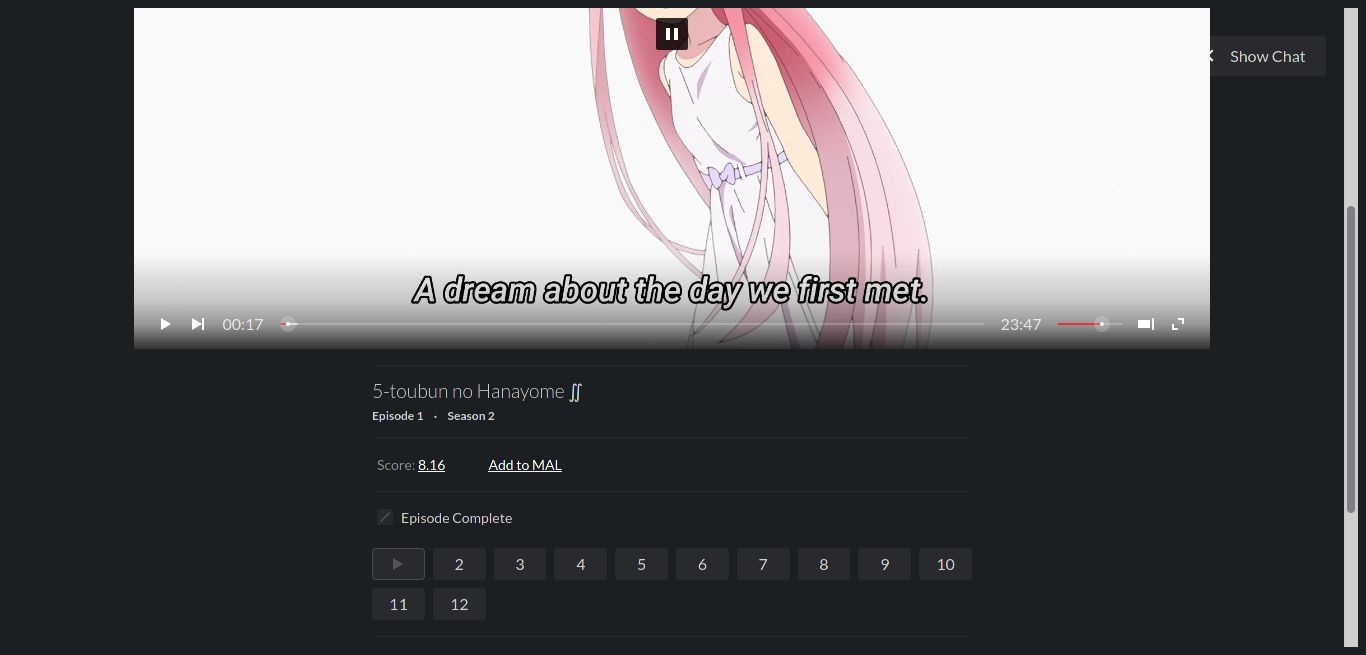 Show Chat
A dream about the day we first met.
00:17
23:47
5-toubun no Hanayome ∬
Episode 1 · Season 2
Score: 8.16 Add to MAL
Episode Complete
2 3 4 5 6 7 8 9 10
11 12